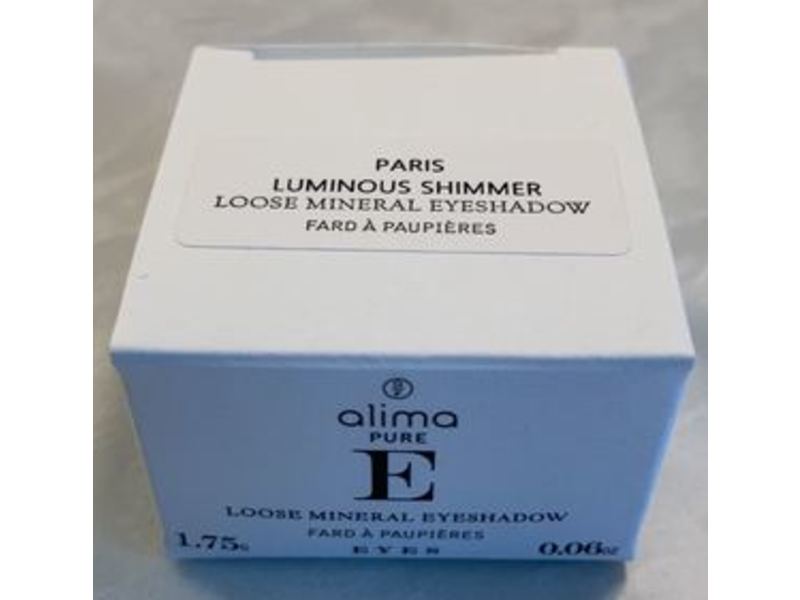 PARIS
LUMINOUS SHIMMER
LOOSE MINERAL EYESHADOW
FARD À PAUPIÈRES
alima
PURE
E
LOOSE MINERAL EYESHADOW
FARD À PAUPIÈRES
1.75G EYES 0.06OZ